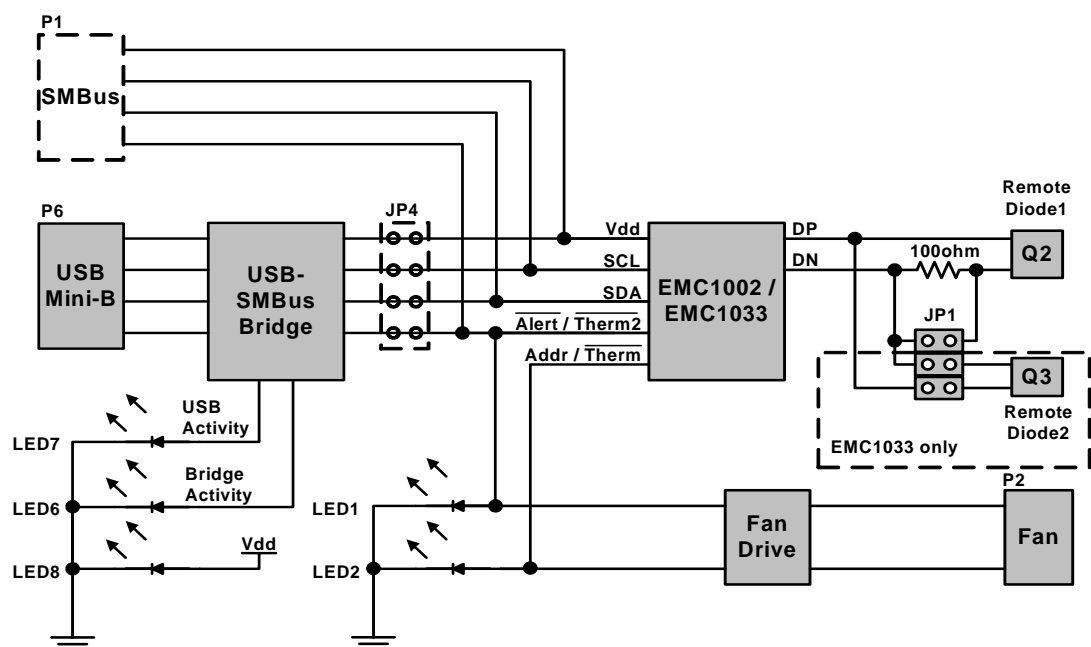 P1
SMBus
P6
USB
Mini-B
USB-
SMBus
Bridge
JP4
Vdd
SCL
SDA
Alert / Therm2
Addr / Therm
EMC1002 /
EMC1033
DP
DN
100ohm
Remote
Diode1
Q2
JP1
Q3
Remote
Diode2
EMC1033 only
USB
Activity
LED7
Bridge
Activity
LED6
Vdd
LED8
LED1
LED2
Fan
Drive
P2
Fan